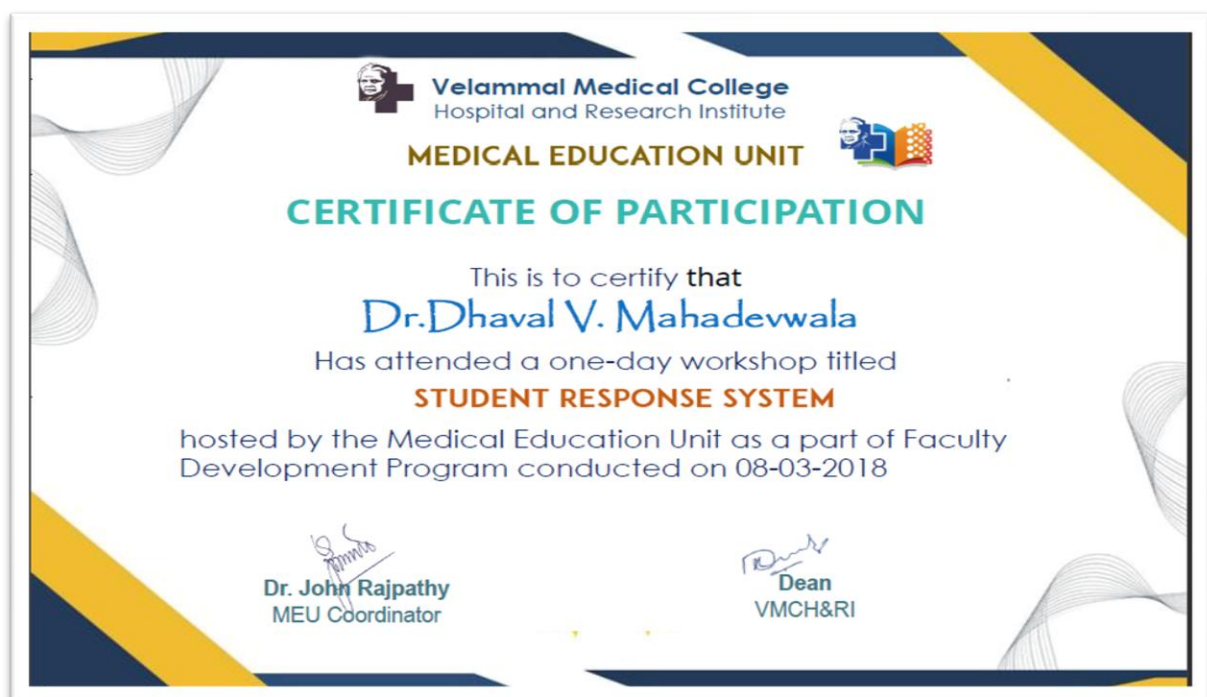 Velammal Medical College
Hospital and Research Institute
MEDICAL EDUCATION UNIT
CERTIFICATE OF PARTICIPATION
This is to certify that
Dr.Dhaval V. Mahadevwala
Has attended a one-day workshop titled
STUDENT RESPONSE SYSTEM
hosted by the Medical Education Unit as a part of Faculty
Development Program conducted on 08-03-2018
Dr. John Rajpathy
MEU Coordinator
Dean
VMCH&RI